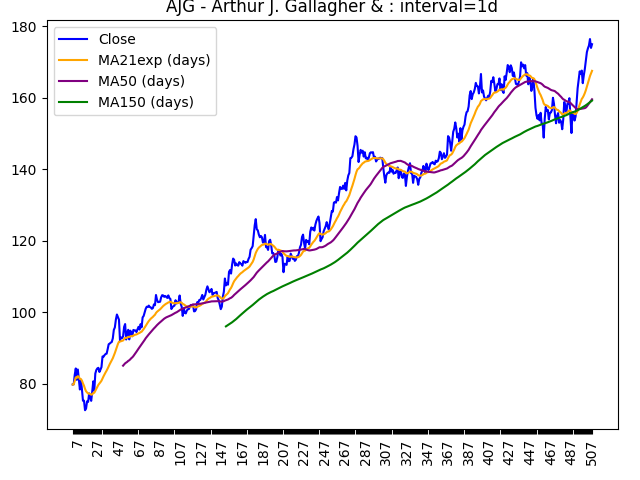 AJG - Arthur J. Gallagher & : interval=1d
Close
MA21exp (days)
MA50 (days)
MA150 (days)
180
160
140
120
100
80
7 27 47 67 87 107 127 147 167 187 207 227 247 267 287 307 327 347 367 387 407 427 447 467 487 507